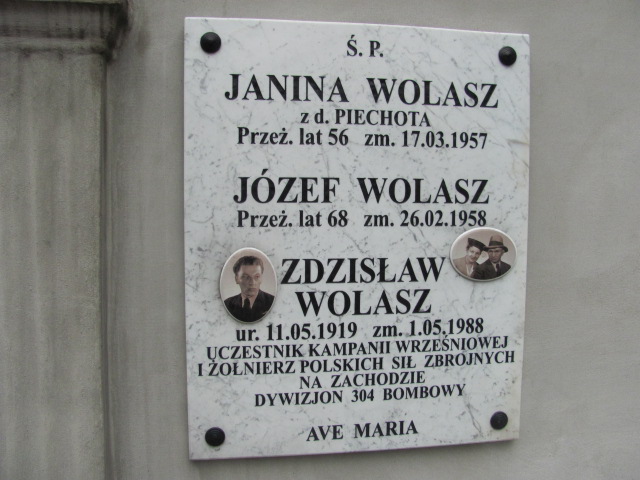 Ś. P.
JANINA WOLASZ
z d. PIECHOTA
Przeż. lat 56 zm. 17.03.1957
JÓZEF WOLASZ
Przeż. lat 68 zm. 26.02.1958
ZDZISŁAW
WOLASZ
ur. 11.05.1919 zm. 1.05.1988
UCZESTNIK KAMPANII WRZEŚNIOWEJ
I ŻOŁNIERZ POLSKICH SIŁ ZBROJNYCH
NA ZACHODZIE
DYWIZJON 304 BOMBOWY
AVE MARIA